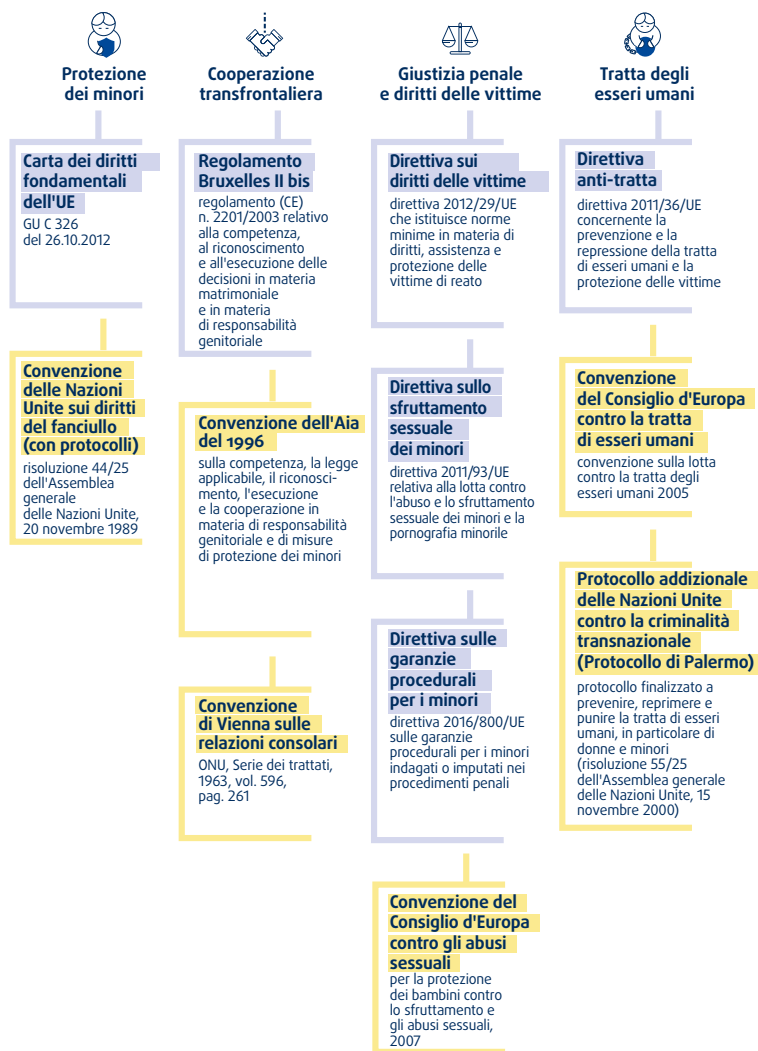 Protezione
dei minori
Carta dei diritti
fondamentali
dell'UE
GU C 326
del 26.10.2012
Convenzione
delle Nazioni
Unite sui diritti
del fanciullo
(con protocolli)
risoluzione 44/25
dell'Assemblea
generale
delle Nazioni Unite,
20 novembre 1989
Cooperazione
transfrontaliera
Regolamento
Bruxelles II bis
regolamento (CE)
n. 2201/2003 relativo
alla competenza,
al riconoscimento
e all'esecuzione delle
decisioni in materia
matrimoniale
e in materia
di responsabilità
genitoriale
Convenzione dell'Aia
del 1996
sulla competenza, la legge
applicabile, il riconosci-
mento, l'esecuzione
e la cooperazione in
materia di responsabilità
genitoriale e di misure
di protezione dei minori
Convenzione
di Vienna sulle
relazioni consolari
ONU, Serie dei trattati,
1963, vol. 596,
pag. 261
Giustizia penale
e diritti delle vittime
Direttiva sui
diritti delle vittime
direttiva 2012/29/UE
che istituisce norme
minime in materia di
diritti, assistenza e
protezione delle
vittime di reato
Direttiva sullo
sfruttamento
sessuale
dei minori
direttiva 2011/93/UE
relativa alla lotta contro
l'abuso e lo sfruttamento
sessuale dei minori e la
pornografia minorile
Direttiva sulle
garanzie
procedurali
per i minori
direttiva 2016/800/UE
sulle garanzie
procedurali per i minori
indagati o imputati nei
procedimenti penali
Convenzione del
Consiglio d'Europa
contro gli abusi
sessuali
per la protezione
dei bambini contro
lo sfruttamento e
gli abusi sessuali,
2007
Tratta degli
esseri umani
Direttiva
anti-tratta
direttiva 2011/36/UE
concernente la
prevenzione e la
repressione della tratta
di esseri umani e la
protezione delle vittime
Convenzione
del Consiglio d'Europa
contro la tratta
di esseri umani
convenzione sulla lotta
contro la tratta degli
esseri umani 2005
Protocollo addizionale
delle Nazioni Unite
contro la criminalità
transnazionale
(Protocollo di Palermo)
protocollo finalizzato a
prevenire, reprimere e
punire la tratta di esseri
umani, in particolare di
donne e minori
(risoluzione 55/25
dell'Assemblea generale
delle Nazioni Unite, 15
novembre 2000)